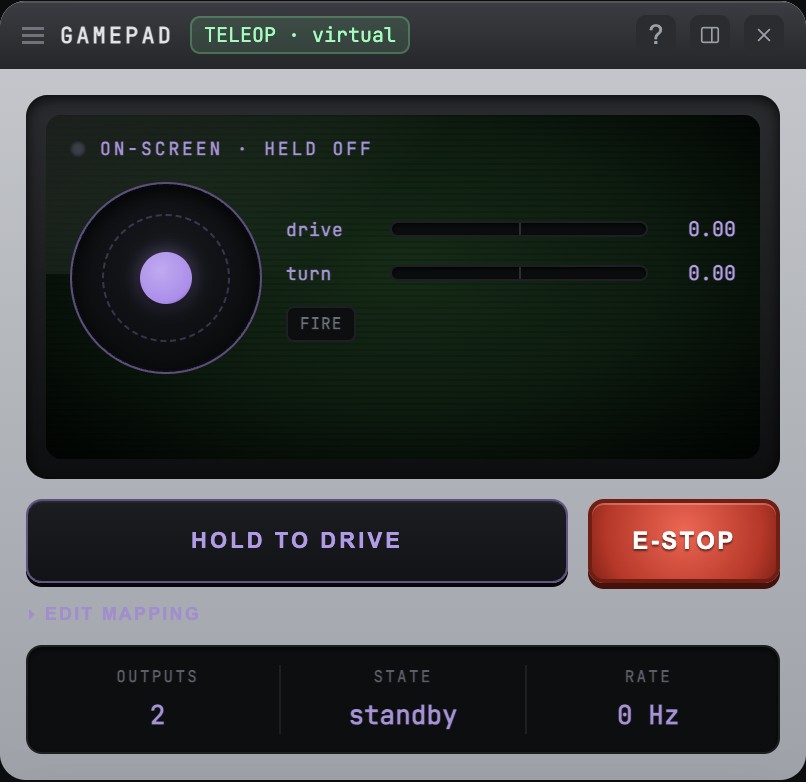 GAMEPAD TELEOP · virtual ?
ON-SCREEN · HELD OFF
drive 0.00
turn 0.00
FIRE
HOLD TO DRIVE E-STOP
EDIT MAPPING
OUTPUTS STATE RATE
2 standby 0 Hz